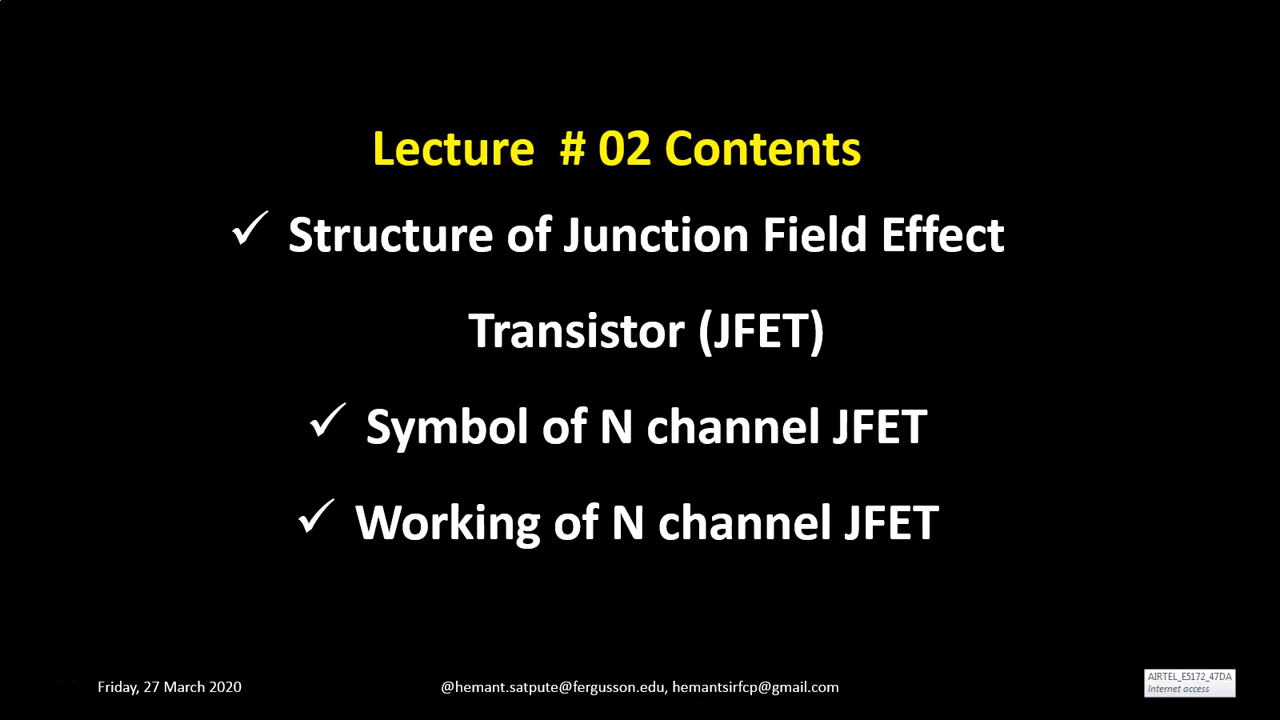 Lecture # 02 Contents
✓ Structure of Junction Field Effect
Transistor (JFET)
✓ Symbol of N channel JFET
✓ Working of N channel JFET
Friday, 27 March 2020
@hemant.satpute@fergusson.edu, hemantsirfcp@gmail.com
AIRTEL_E5172_47DA
Internet access